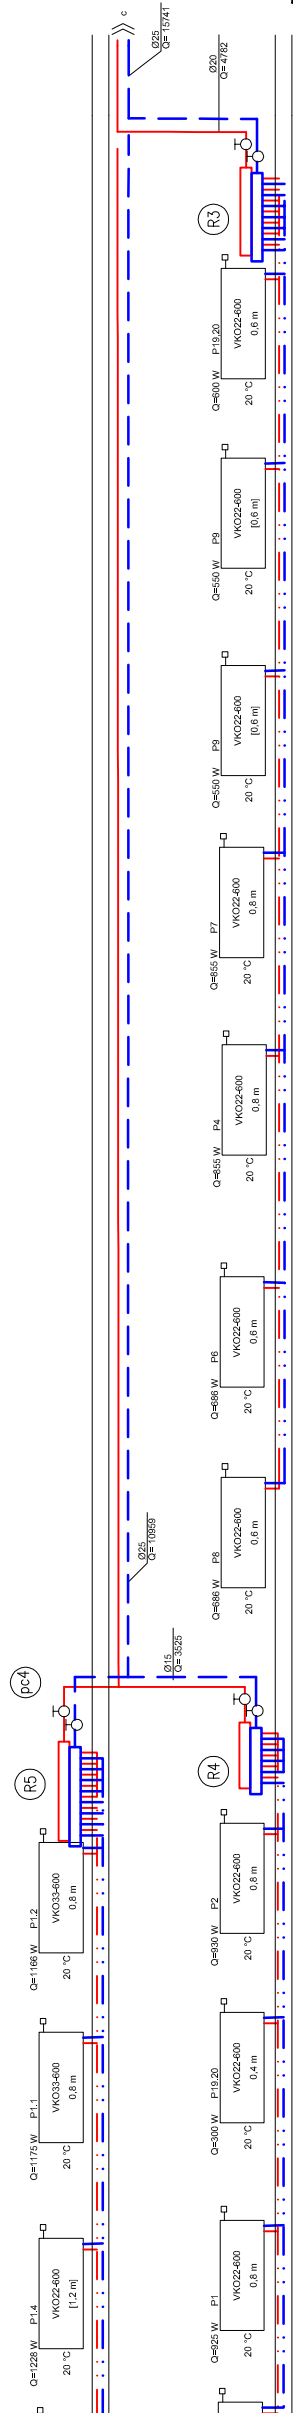 c
Ø25
Q= 15741
Ø20
Q= 4782
R3
Q=600 W P19,20
VKO22-600
0,6 m
20 °C
Q=550 W P9
VKO22-600
[0,6 m]
20 °C
Q=550 W P9
VKO22-600
[0,6 m]
20 °C
Q=855 W P7
VKO22-600
0,8 m
20 °C
Q=855 W P4
VKO22-600
0,8 m
20 °C
Q=686 W P6
VKO22-600
0,6 m
20 °C
Q=686 W P8
VKO22-600
0,6 m
20 °C
Ø25
Q= 10959
Ø15
Q= 3525
pc4
R5
R4
Q=1166 W P1.2
VKO33-600
0,8 m
20 °C
Q=930 W P2
VKO22-600
0,8 m
20 °C
Q=1175 W P1.1
VKO33-600
0,8 m
20 °C
Q=300 W P19.20
VKO22-600
0,4 m
20 °C
Q=1228 W P1.4
VKO22-600
[1,2 m]
20 °C
Q=925 W P1
VKO22-600
0,8 m
20 °C